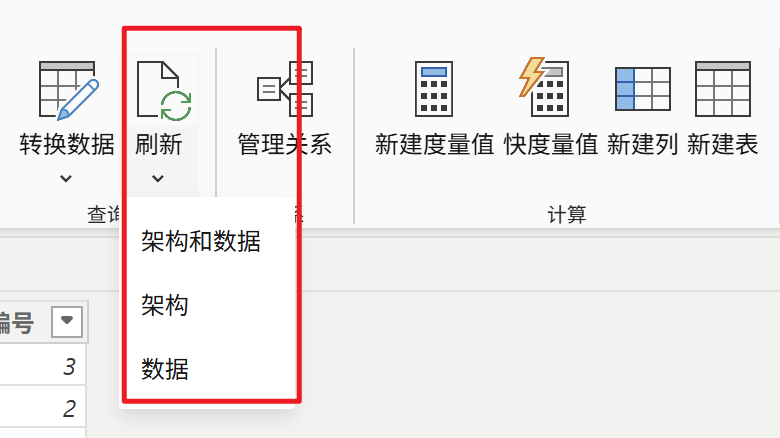 转换数据 刷新 管理关系 新建度量值 快度量值 新建列 新建表
查询 计算
架构和数据
架构
数据
编号
3
2